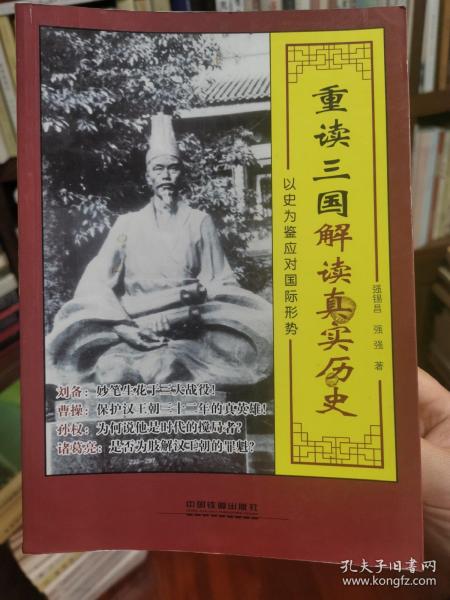 重读三国解读真实历史
以史为鉴应对国际形势
强锡昌 强强 著
刘备：妙笔生花于三大战役！
曹操：保护汉王朝二十二年的真英雄！
孙权：为何说他是时代的搅局者？
诸葛亮：是否为肢解汉王朝的罪魁？
中国铁道出版社
孔夫子旧书网
www.kongfz.com